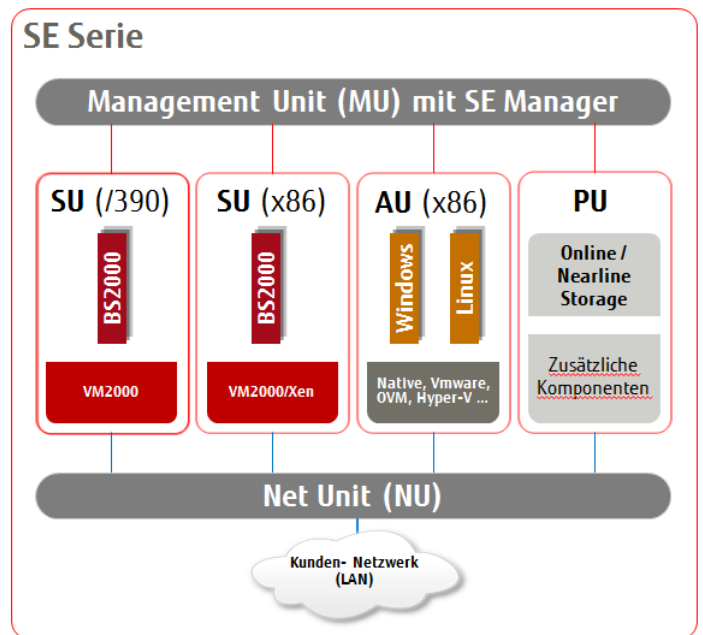 SE Serie
Management Unit (MU) mit SE Manager
SU (/390)
BS2000
VM2000
SU (x86)
BS2000
VM2000/Xen
AU (x86)
Windows
Linux
Native, Vmware,
OVM, Hyper-V ...
PU
Online /
Nearline
Storage
Zusätzliche
Komponenten
Net Unit (NU)
Kunden- Netzwerk
(LAN)